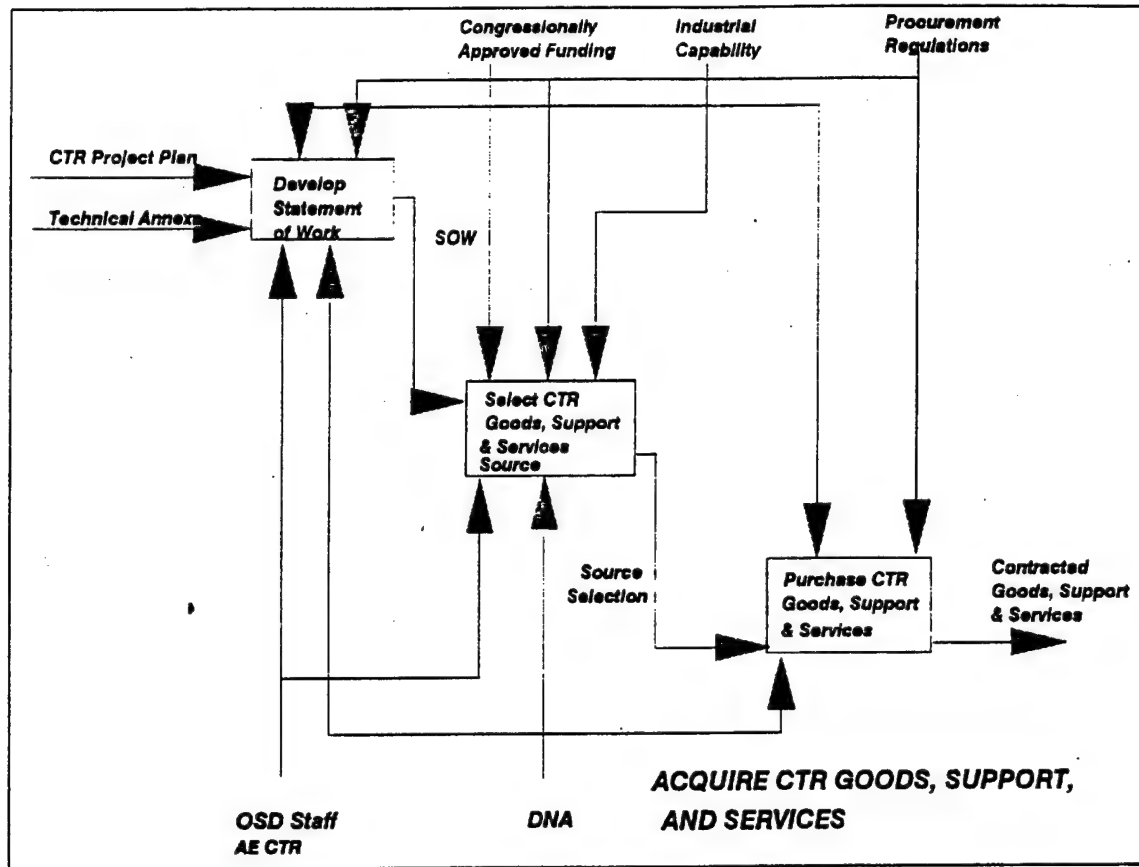 Congressionally
Approved Funding
Industrial
Capability
Procurement
Regulations
CTR Project Plan
Technical Annexs
Develop
Statement
of Work
SOW
Select CTR
Goods, Support
& Services
Source
Source
Selection
Purchase CTR
Goods, Support
& Services
Contracted
Goods, Support
& Services
OSD Staff
AE CTR
DNA
ACQUIRE CTR GOODS, SUPPORT,
AND SERVICES